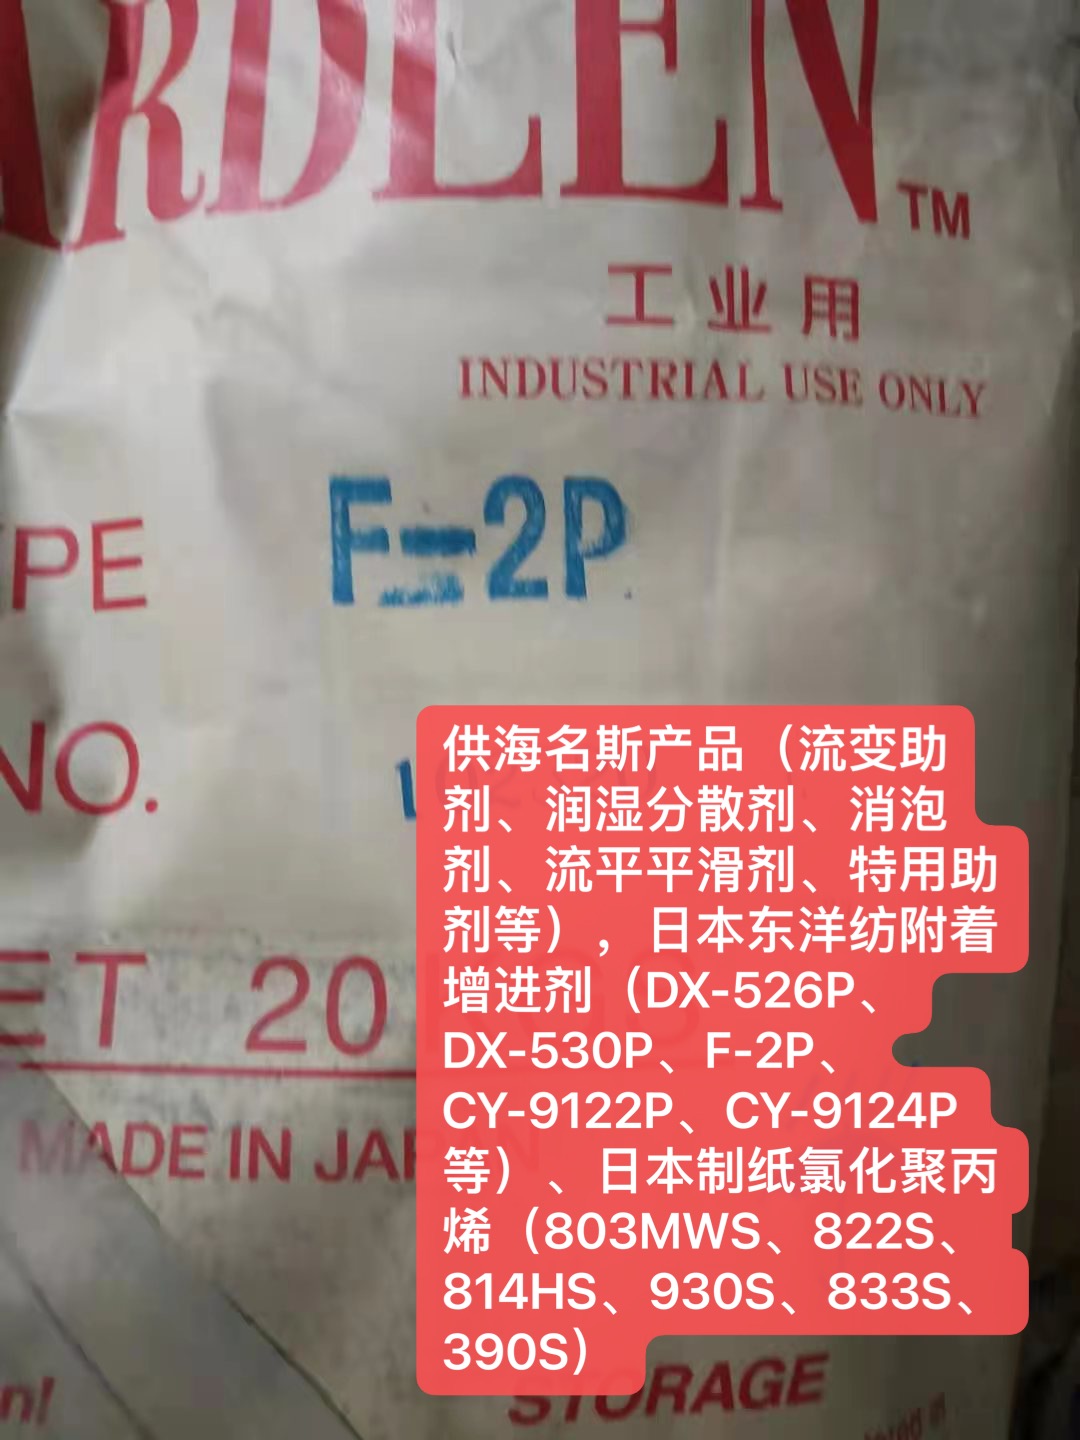 ARDLEN™
工业用
INDUSTRIAL USE ONLY
PE F-2P
NO.
ET 20
MADE IN JAPAN
供海名斯产品（流变助
剂、润湿分散剂、消泡
剂、流平平滑剂、特用助
剂等），日本东洋纺附着
增进剂（DX-526P、
DX-530P、F-2P、
CY-9122P、CY-9124P
等）、日本制纸氯化聚丙
烯（803MWS、822S、
814HS、930S、833S、
390S）
STORAGE